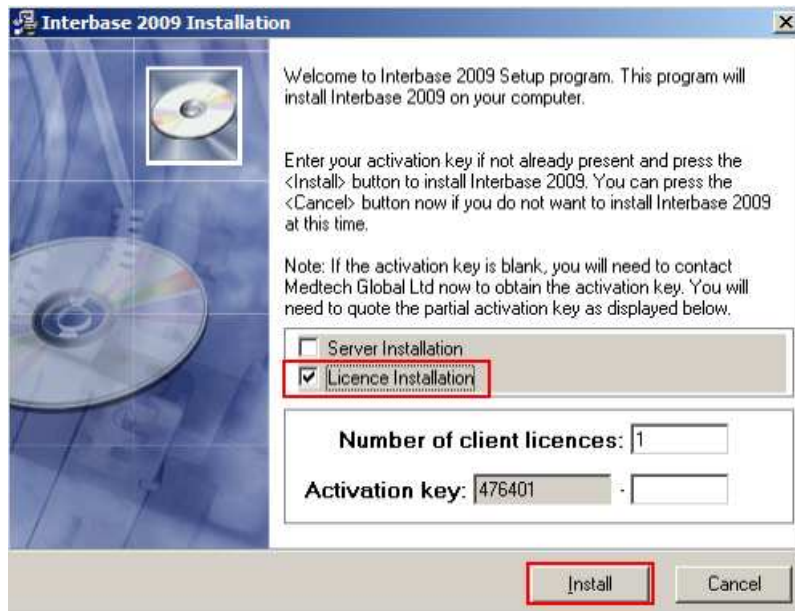 Interbase 2009 Installation
Welcome to Interbase 2009 Setup program. This program will
install Interbase 2009 on your computer.
Enter your activation key if not already present and press the
<Install> button to install Interbase 2009. You can press the
<Cancel> button now if you do not want to install Interbase 2009
at this time.
Note: If the activation key is blank, you will need to contact
Medtech Global Ltd now to obtain the activation key. You will
need to quote the partial activation key as displayed below.
Server Installation
Licence Installation
Number of client licences: 1
Activation key: 476401 -
Install Cancel